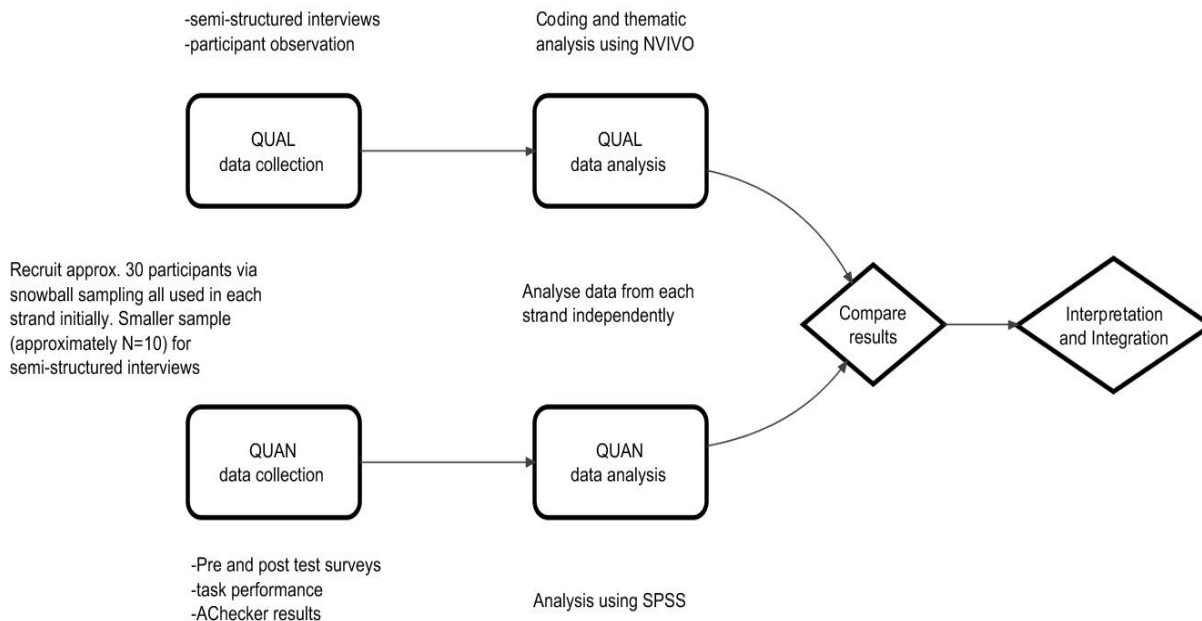 -semi-structured interviews
-participant observation
Coding and thematic
analysis using NVIVO
QUAL
data collection
QUAL
data analysis
Recruit approx. 30 participants via
snowball sampling all used in each
strand initially. Smaller sample
(approximately N=10) for
semi-structured interviews
Analyse data from each
strand independently
Compare
results
Interpretation
and Integration
QUAN
data collection
QUAN
data analysis
-Pre and post test surveys
-task performance
-AChecker results
Analysis using SPSS